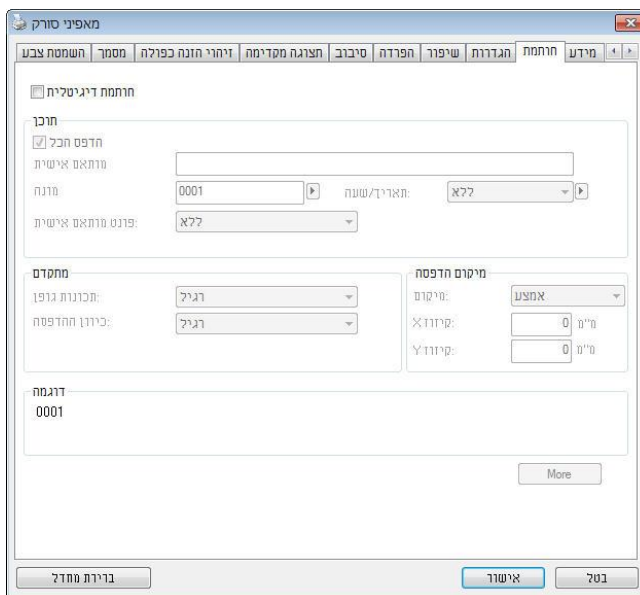 מאפיני סורק
השמטת צבע מסמך זיהוי הזנה כפולה תצוגה מקדימה סיבוב הפרדה שיפור הגדרות חותמת מידע
חותמת דיגיטלית
תוכן
הדפס הכל
מותאם אישית
מונה 0001 תאריך/שעה: ללא
פונט מותאם אישית: ללא
מתקדם
תכונות גופן: רגיל
כיוון ההדפסה: רגיל
מיקום הדפסה
מיקום: אמצע
קיזוז X: 0 מ"מ
קיזוז Y: 0 מ"מ
דוגמה
0001
More
ברירת מחדל אישור בטל